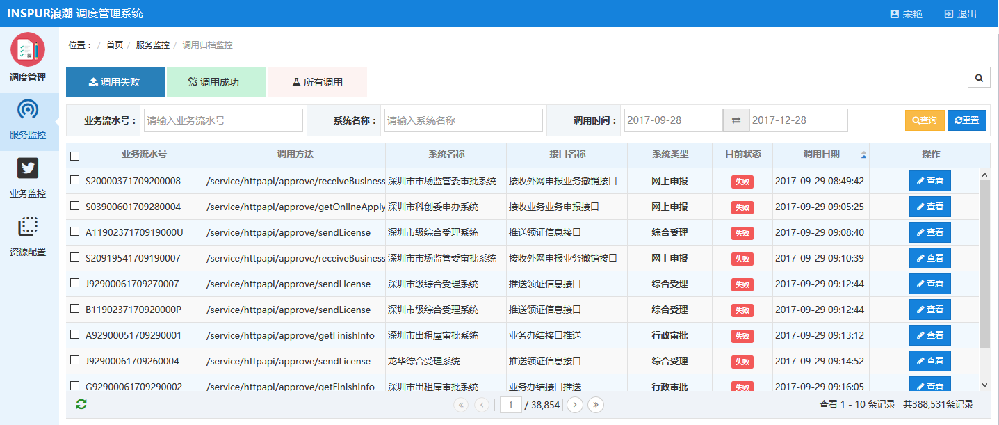 INSPUR浪潮 调度管理系统 宋艳 退出
调度管理
服务监控
业务监控
资源配置
位置： / 首页 / 服务监控 / 调用归档监控
调用失败 调用成功 所有调用
业务流水号： 请输入业务流水号 系统名称： 请输入系统名称 调用时间： 2017-09-28 2017-12-28 查询 重置
业务流水号 调用方法 系统名称 接口名称 系统类型 目前状态 调用日期 操作
S20000371709200008 /service/httpapi/approve/receiveBusiness 深圳市市场监管委审批系统 接收外网申报业务撤销接口 网上申报 失败 2017-09-29 08:49:42 查看
S03900601709280004 /service/httpapi/approve/getOnlineApply 深圳市科创委申办系统 接收业务业务申报接口 网上申报 失败 2017-09-29 09:05:25 查看
A1190237170919000U /service/httpapi/approve/sendLicense 深圳市级综合受理系统 推送领证信息接口 综合受理 失败 2017-09-29 09:08:40 查看
S20919541709190007 /service/httpapi/approve/receiveBusiness 深圳市市场监管委审批系统 接收外网申报业务撤销接口 网上申报 失败 2017-09-29 09:10:39 查看
J92900061709270007 /service/httpapi/approve/sendLicense 深圳市级综合受理系统 推送领证信息接口 综合受理 失败 2017-09-29 09:12:44 查看
B1190237170920000P /service/httpapi/approve/sendLicense 深圳市级综合受理系统 推送领证信息接口 综合受理 失败 2017-09-29 09:12:44 查看
A92900051709290001 /service/httpapi/approve/getFinishInfo 深圳市出租屋审批系统 业务办结接口推送 行政审批 失败 2017-09-29 09:13:12 查看
J92900061709260004 /service/httpapi/approve/sendLicense 龙华综合受理系统 推送领证信息接口 综合受理 失败 2017-09-29 09:14:52 查看
G92900061709290002 /service/httpapi/approve/getFinishInfo 深圳市出租屋审批系统 业务办结接口推送 行政审批 失败 2017-09-29 09:16:05 查看
1 / 38,854 查看 1 - 10 条记录 共388,531条记录